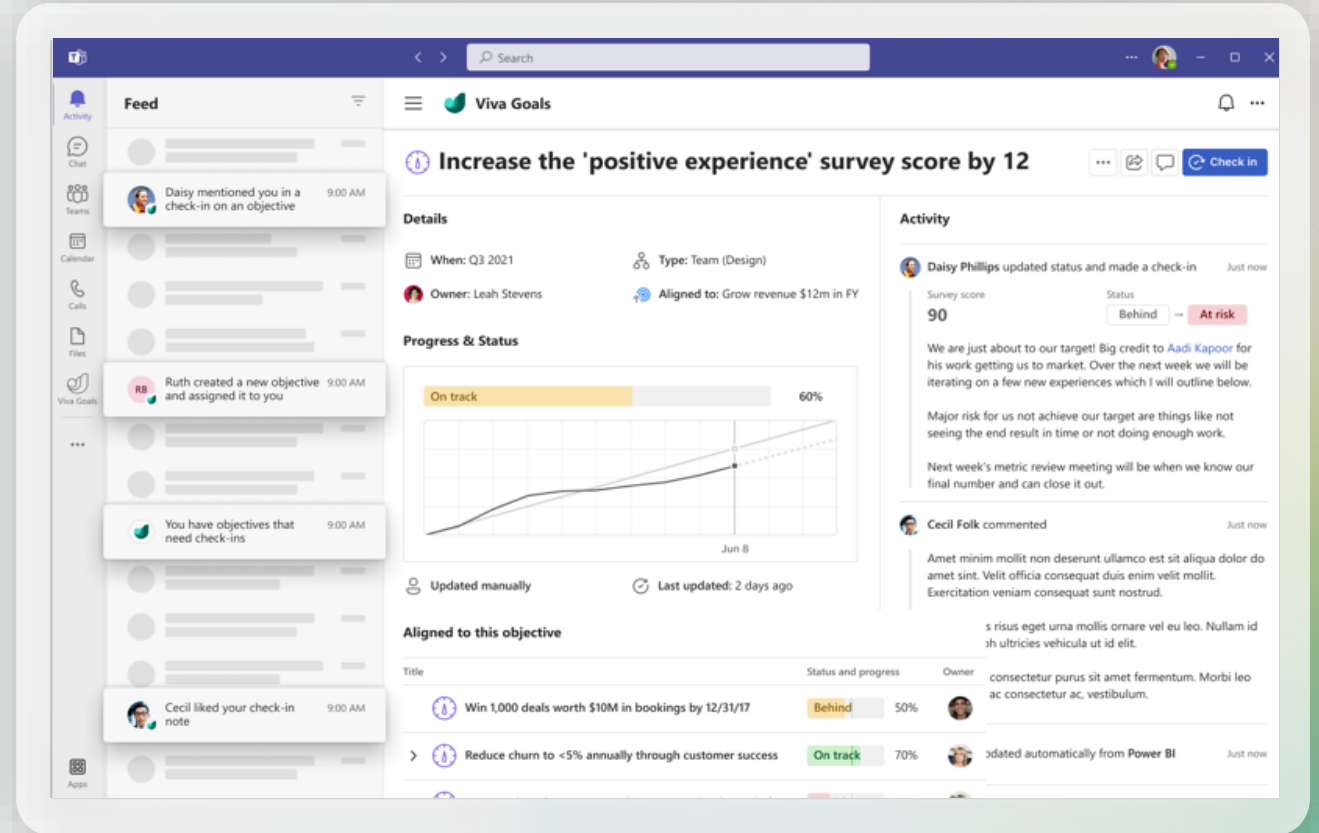 Search
Activity
Chat
Teams
Calendar
Calls
Files
Viva Goals
Apps
Feed
Daisy mentioned you in a
check-in on an objective
9:00 AM
RB
Ruth created a new objective
and assigned it to you
9:00 AM
You have objectives that
need check-ins
9:00 AM
Cecil liked your check-in
note
9:00 AM
Viva Goals
Increase the 'positive experience' survey score by 12
Check in
Details
When: Q3 2021
Type: Team (Design)
Owner: Leah Stevens
Aligned to: Grow revenue $12m in FY
Progress & Status
On track
60%
Jun 8
Updated manually
Last updated: 2 days ago
Aligned to this objective
Title
Status and progress
Owner
Win 1,000 deals worth $10M in bookings by 12/31/17
Behind
50%
Reduce churn to <5% annually through customer success
On track
70%
Activity
Daisy Phillips updated status and made a check-in
Just now
Survey score
Status
90
Behind → At risk
We are just about to our target! Big credit to Aadi Kapoor for
his work getting us to market. Over the next week we will be
iterating on a few new experiences which I will outline below.
Major risk for us not achieve our target are things like not
seeing the end result in time or not doing enough work.
Next week's metric review meeting will be when we know our
final number and can close it out.
Cecil Folk commented
Just now
Amet minim mollit non deserunt ullamco est sit aliqua dolor do
amet sint. Velit officia consequat duis enim velit mollit.
Exercitation veniam consequat sunt nostrud.
s risus eget urna mollis ornare vel eu leo. Nullam id
ultricies vehicula ut id elit.
consectetur purus sit amet fermentum. Morbi leo
ac consectetur ac, vestibulum.
pdated automatically from Power BI
Just now